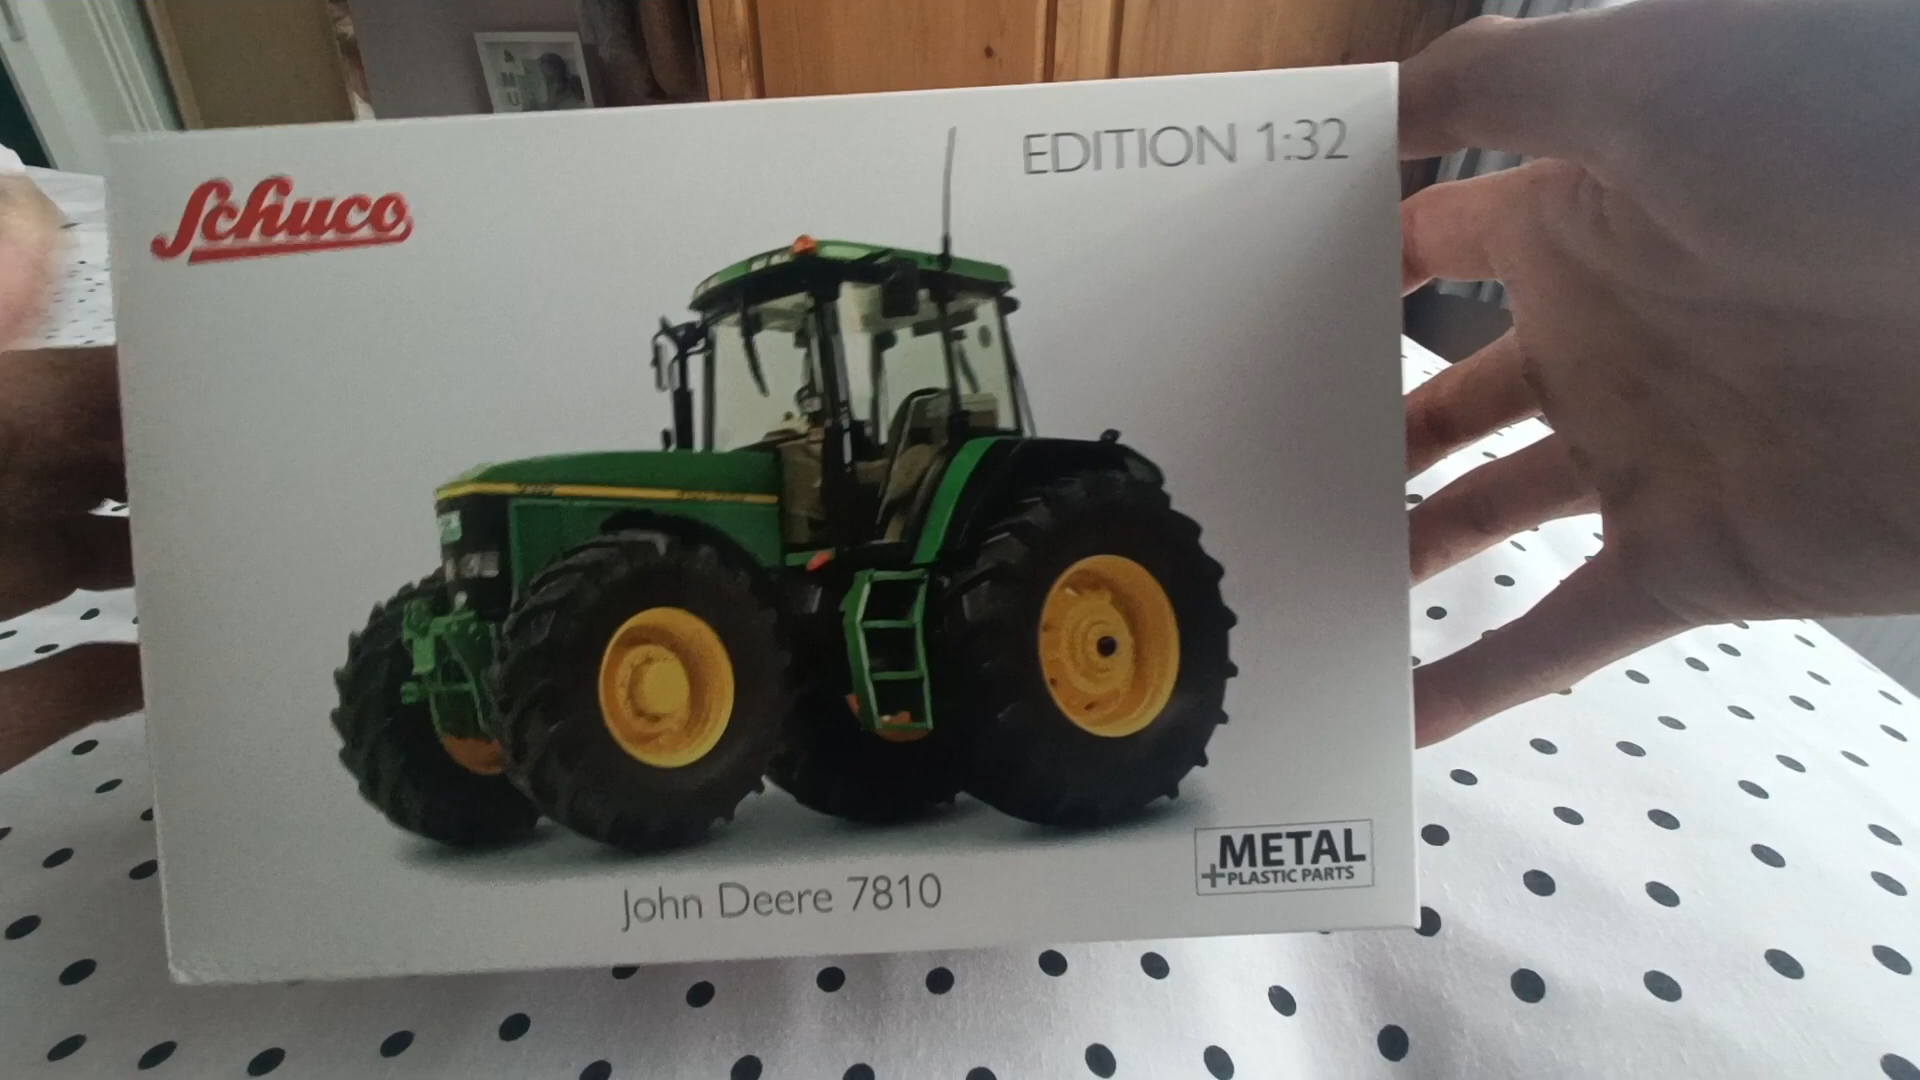 Schuco
EDITION 1:32
John Deere 7810
METAL
+PLASTIC PARTS